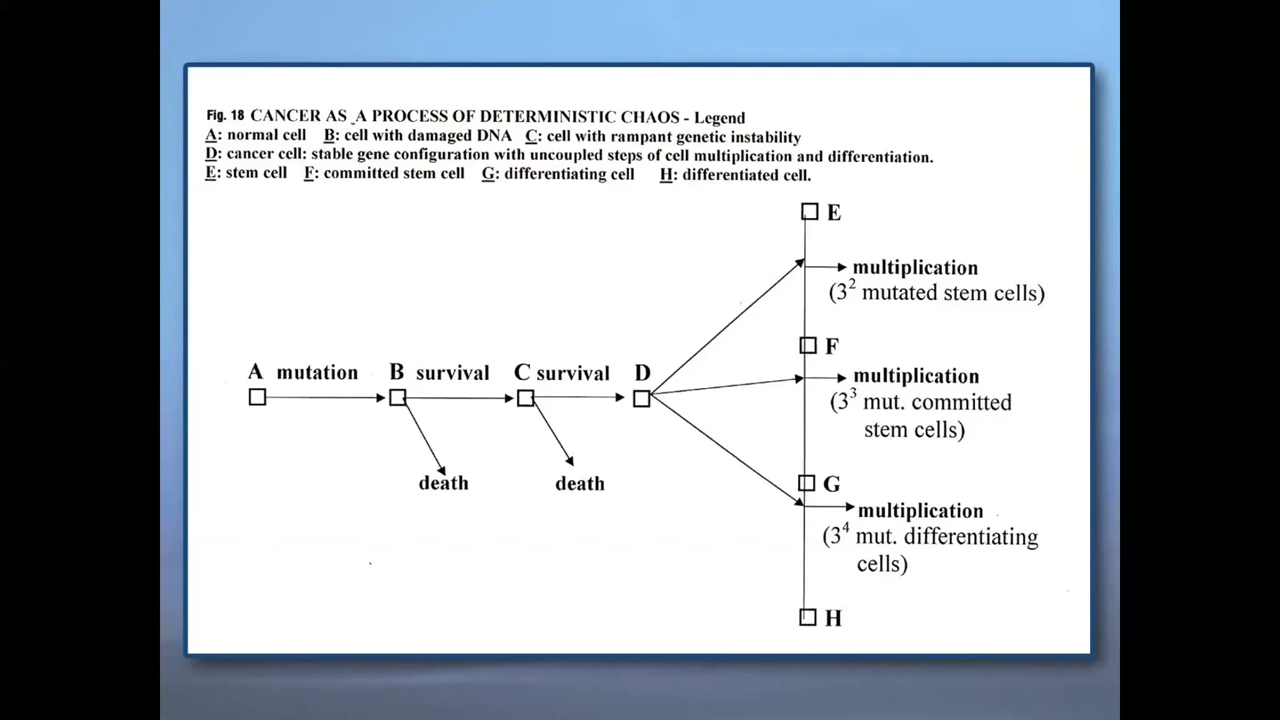 Fig. 18 CANCER AS A PROCESS OF DETERMINISTIC CHAOS - Legend
A: normal cell B: cell with damaged DNA C: cell with rampant genetic instability
D: cancer cell: stable gene configuration with uncoupled steps of cell multiplication and differentiation.
E: stem cell F: committed stem cell G: differentiating cell H: differentiated cell.
E
multiplication
(3² mutated stem cells)
F
A mutation B survival C survival D
multiplication
(3³ mut. committed
stem cells)
death death
G
multiplication
(3⁴ mut. differentiating
cells)
H